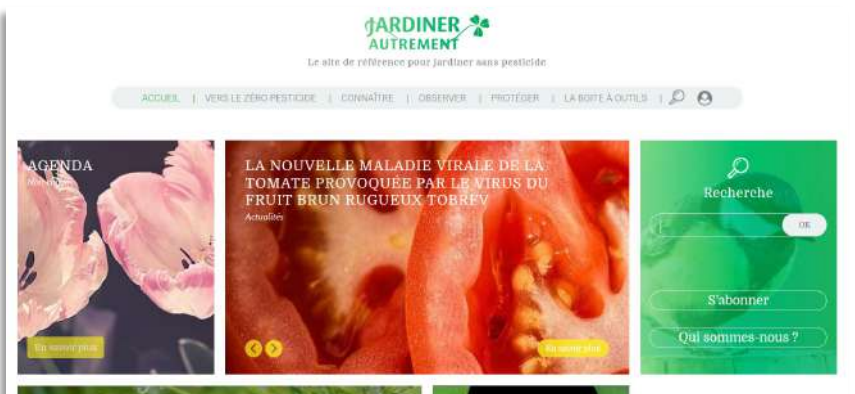 JARDINER
AUTREMENT
Le site de référence pour jardiner sans pesticide
ACCUEIL | VERS LE ZÉRO PESTICIDE | CONNAÎTRE | OBSERVER | PROTÉGER | LA BOITE À OUTILS |
AGENDA
LA NOUVELLE MALADIE VIRALE DE LA
TOMATE PROVOQUÉE PAR LE VIRUS DU
FRUIT BRUN RUGUEUX TOBRFV
Actualités
En savoir plus
En savoir plus
Recherche
OK
S'abonner
Qui sommes-nous ?